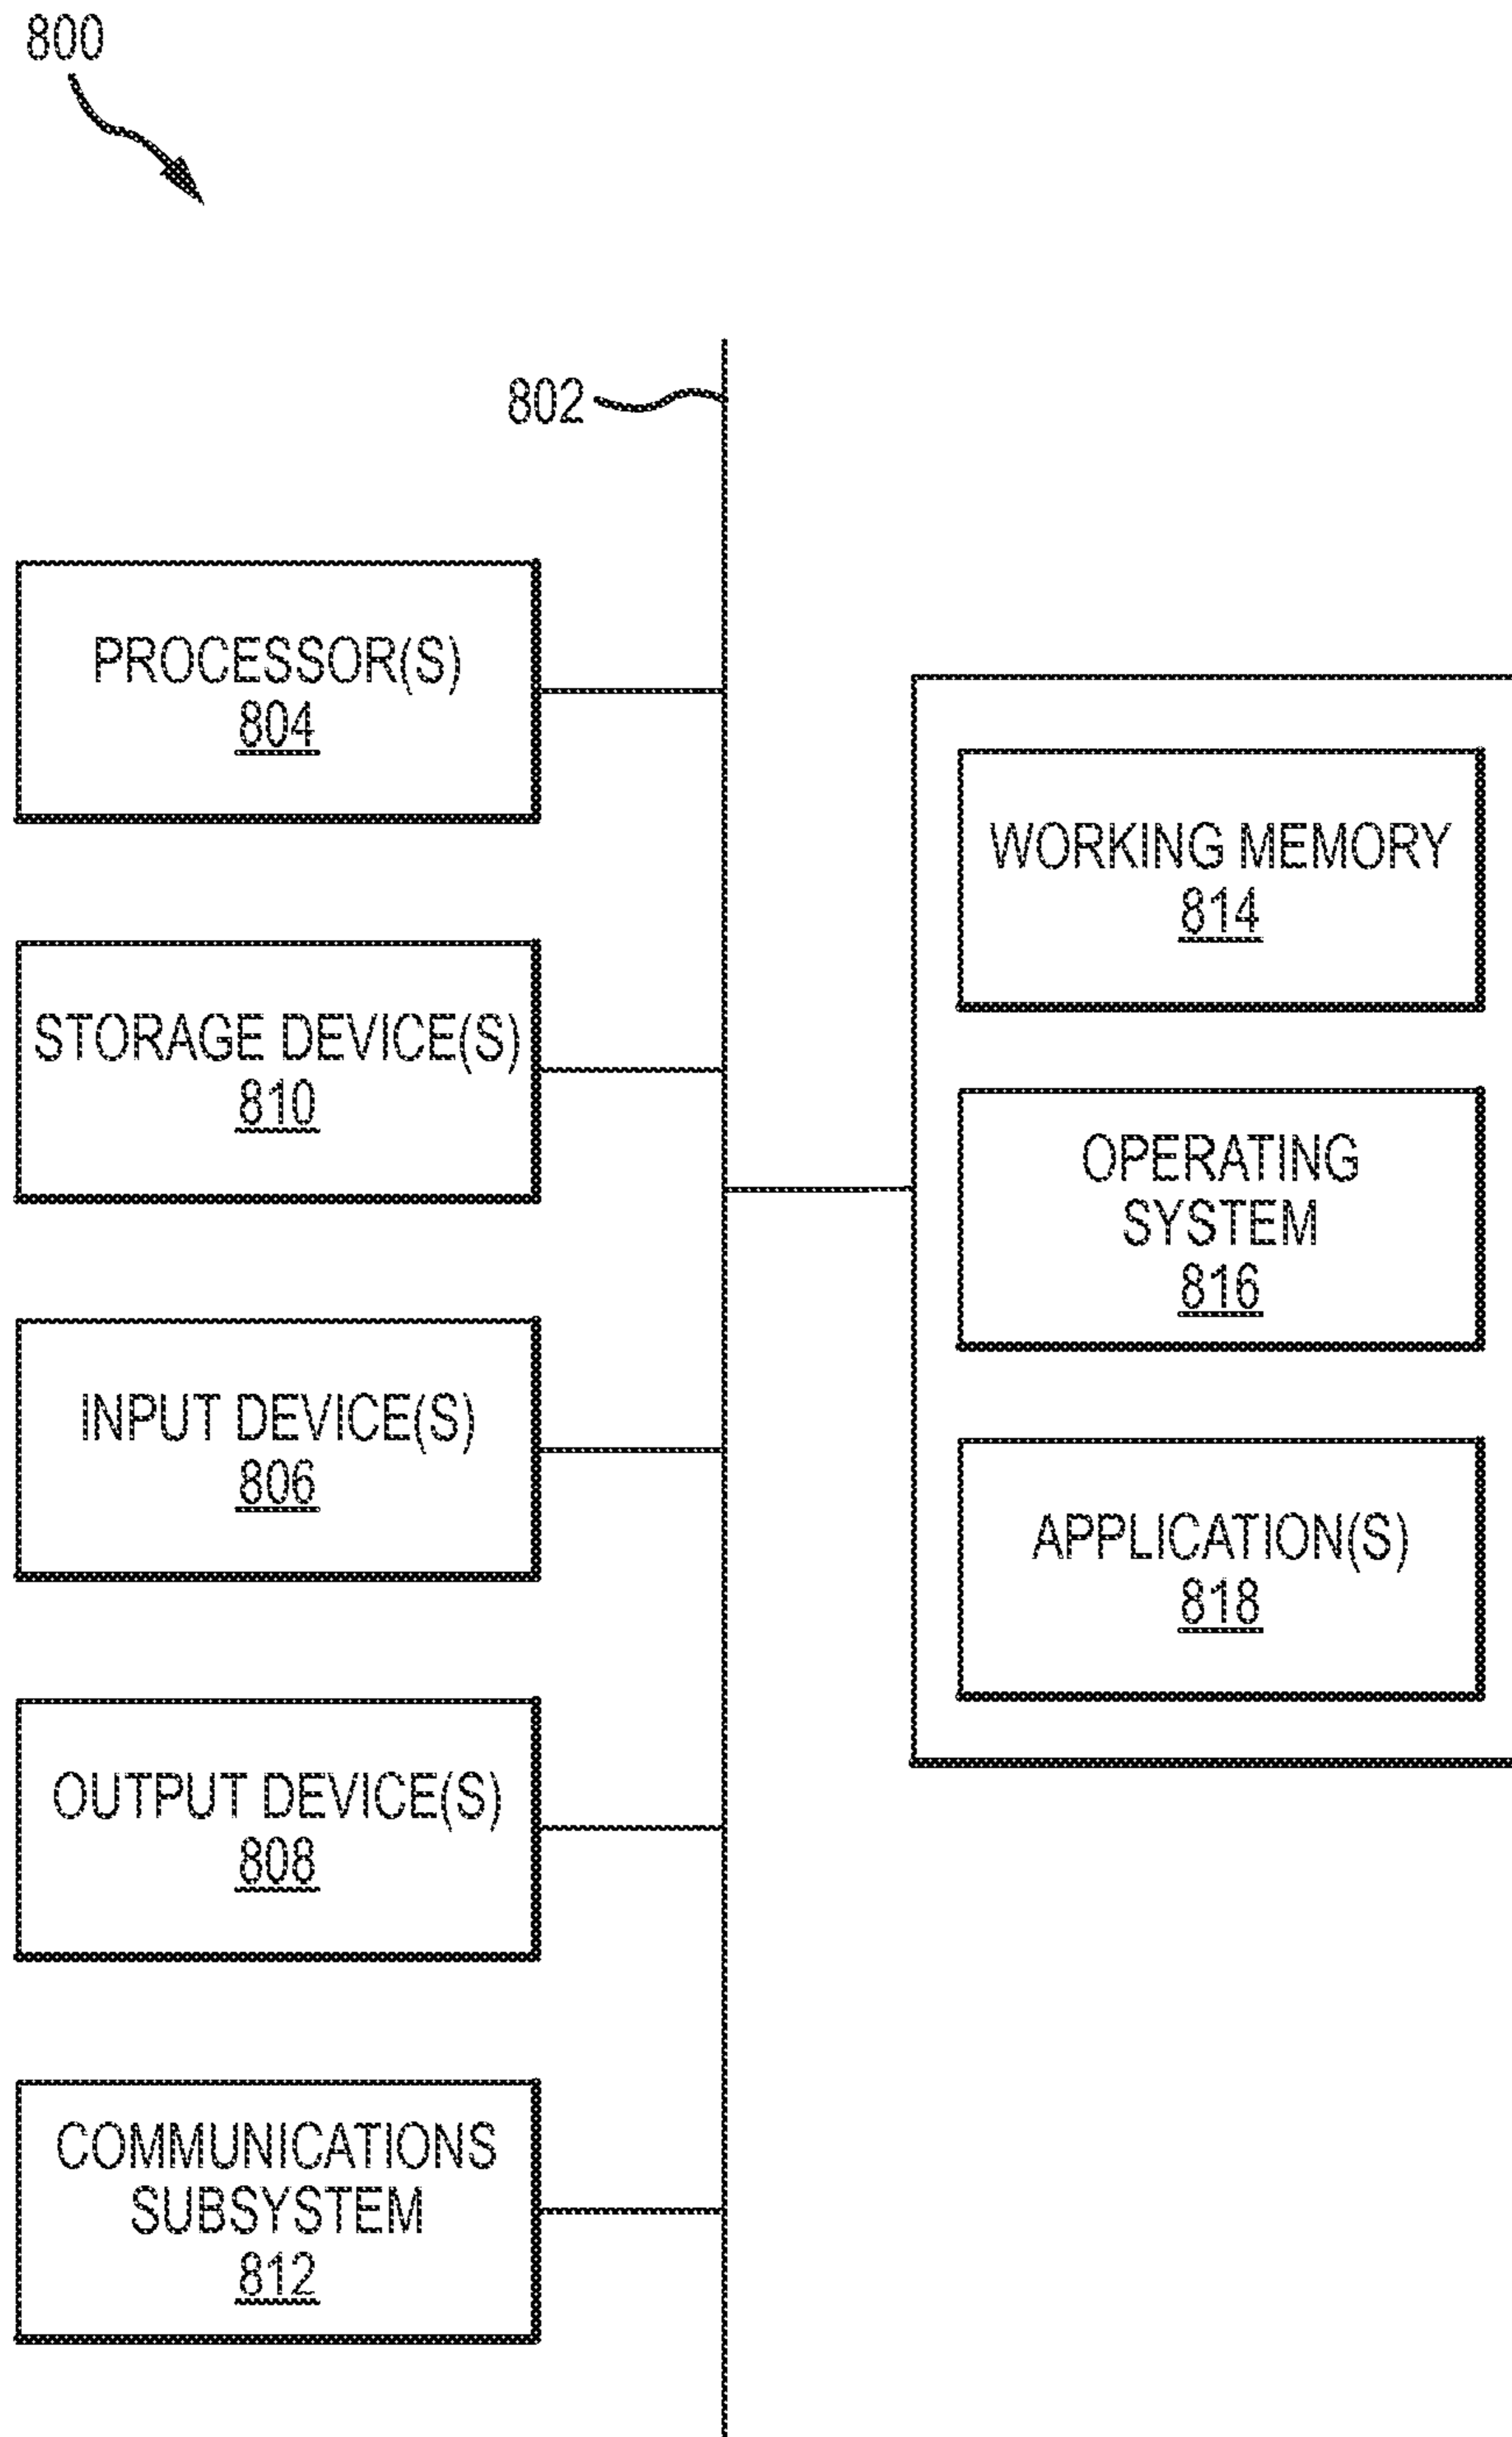 800
802
PROCESSOR(S)
804
STORAGE DEVICE(S)
810
INPUT DEVICE(S)
806
OUTPUT DEVICE(S)
808
COMMUNICATIONS
SUBSYSTEM
812
WORKING MEMORY
814
OPERATING
SYSTEM
816
APPLICATION(S)
818